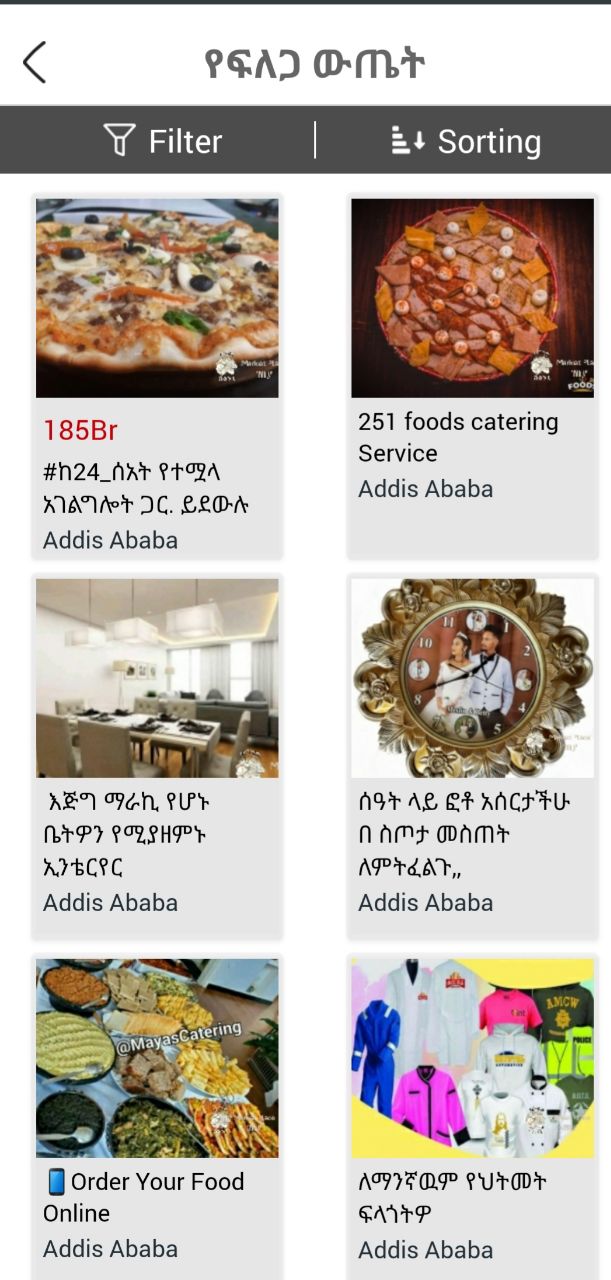 የፍለጋ ውጤት
Filter
Sorting
185Br
#ከ24_ሰአት የተሟላ
አገልግሎት ጋር. ይደውሉ
Addis Ababa
251 foods catering
Service
Addis Ababa
እጅግ ማራኪ የሆኑ
ቤትዎን የሚያዘምኑ
ኢንቴርየር
Addis Ababa
ሰዓት ላይ ፎቶ አሰርታችሁ
በ ስጦታ መስጠት
ለምትፈልጉ,,
Addis Ababa
@MayasCatering
Order Your Food
Online
Addis Ababa
AMCW
POLICE
ለማንኛዉም የህትመት
ፍላጎትዎ
Addis Ababa